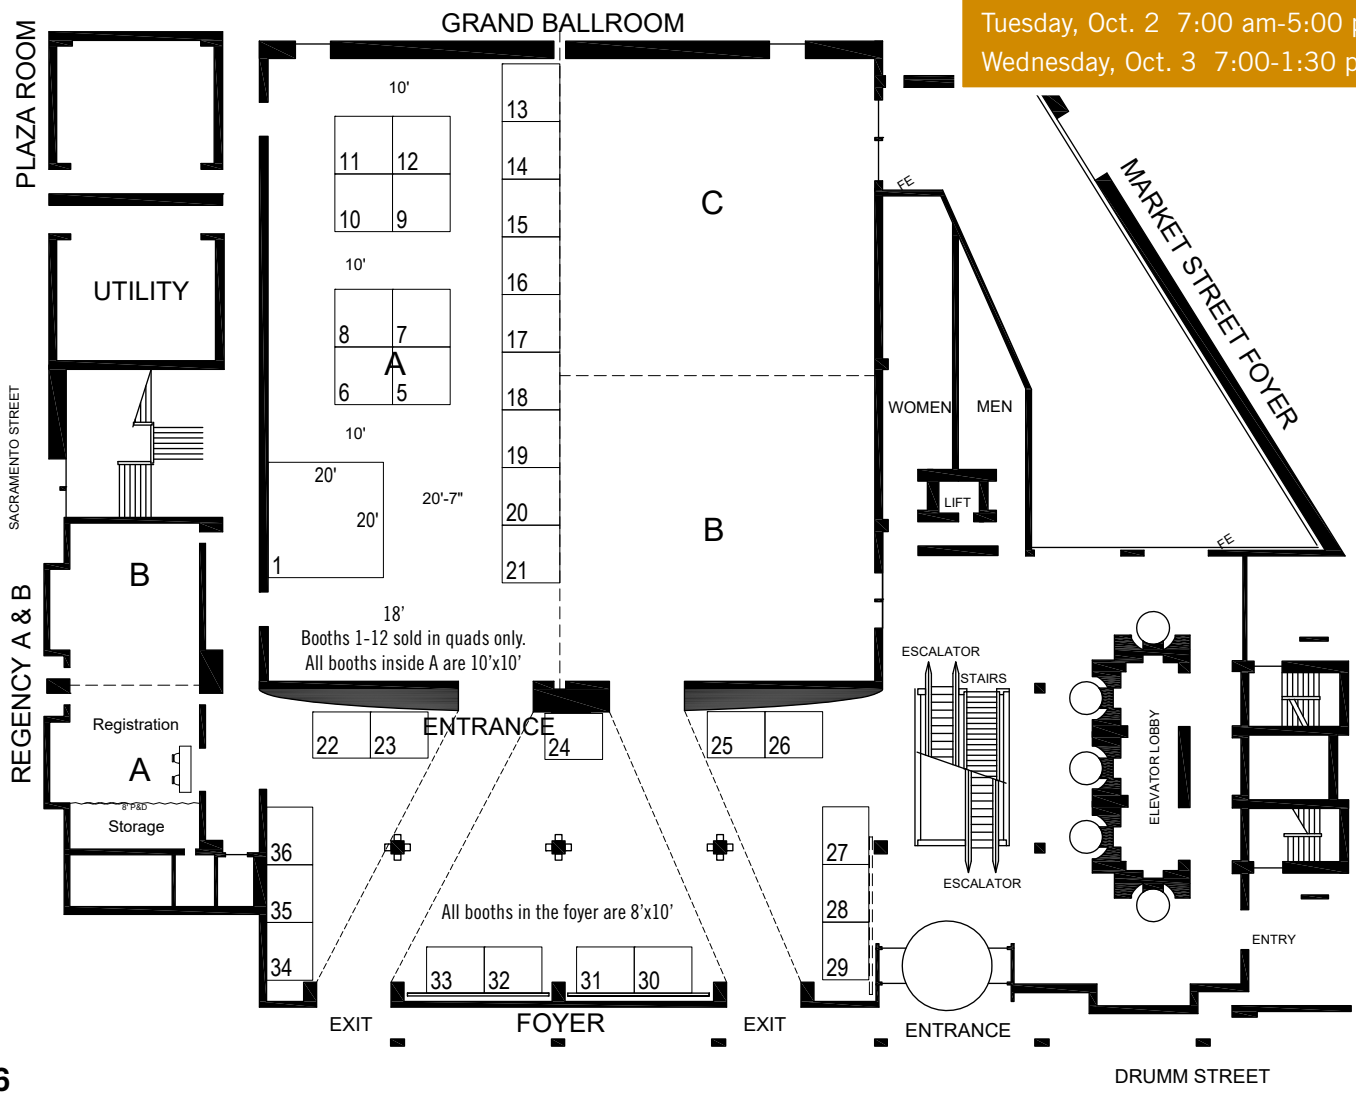 GRAND BALLROOM
Tuesday, Oct. 2 7:00 am-5:00 p
Wednesday, Oct. 3 7:00-1:30 p
PLAZA ROOM
UTILITY
SACRAMENTO STREET
REGENCY A & B
B
Registration
A
8' P&D
Storage
10'
11
12
10
9
10'
8
7
A
6
5
10'
20'
20'
20'-7"
1
18'
Booths 1-12 sold in quads only.
All booths inside A are 10'x10'
13
14
15
16
17
18
19
20
21
C
B
FE
MARKET STREET FOYER
WOMEN
MEN
LIFT
FE
ESCALATOR
STAIRS
ESCALATOR
ELEVATOR LOBBY
ENTRANCE
22
23
24
25
26
36
35
34
27
28
29
All booths in the foyer are 8'x10'
33
32
31
30
EXIT
FOYER
EXIT
ENTRANCE
ENTRY
DRUMM STREET
6